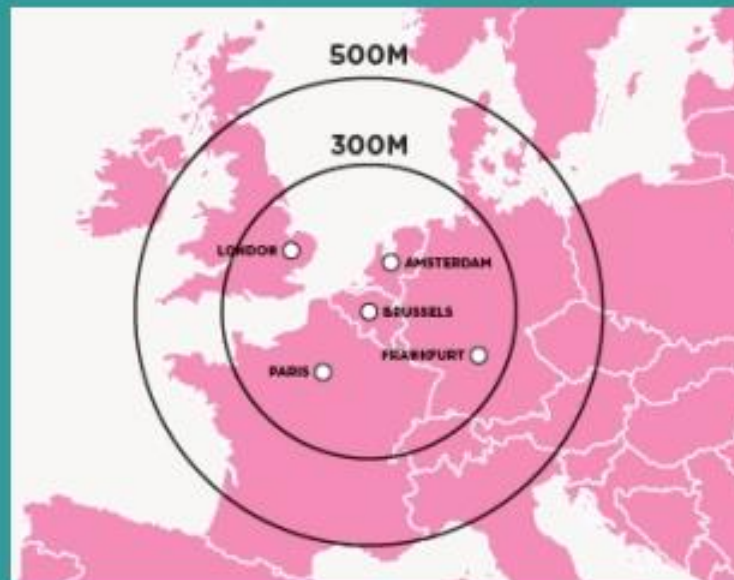 500M
300M
LONDON
AMSTERDAM
BRUSSELS
FRANKFURT
PARIS